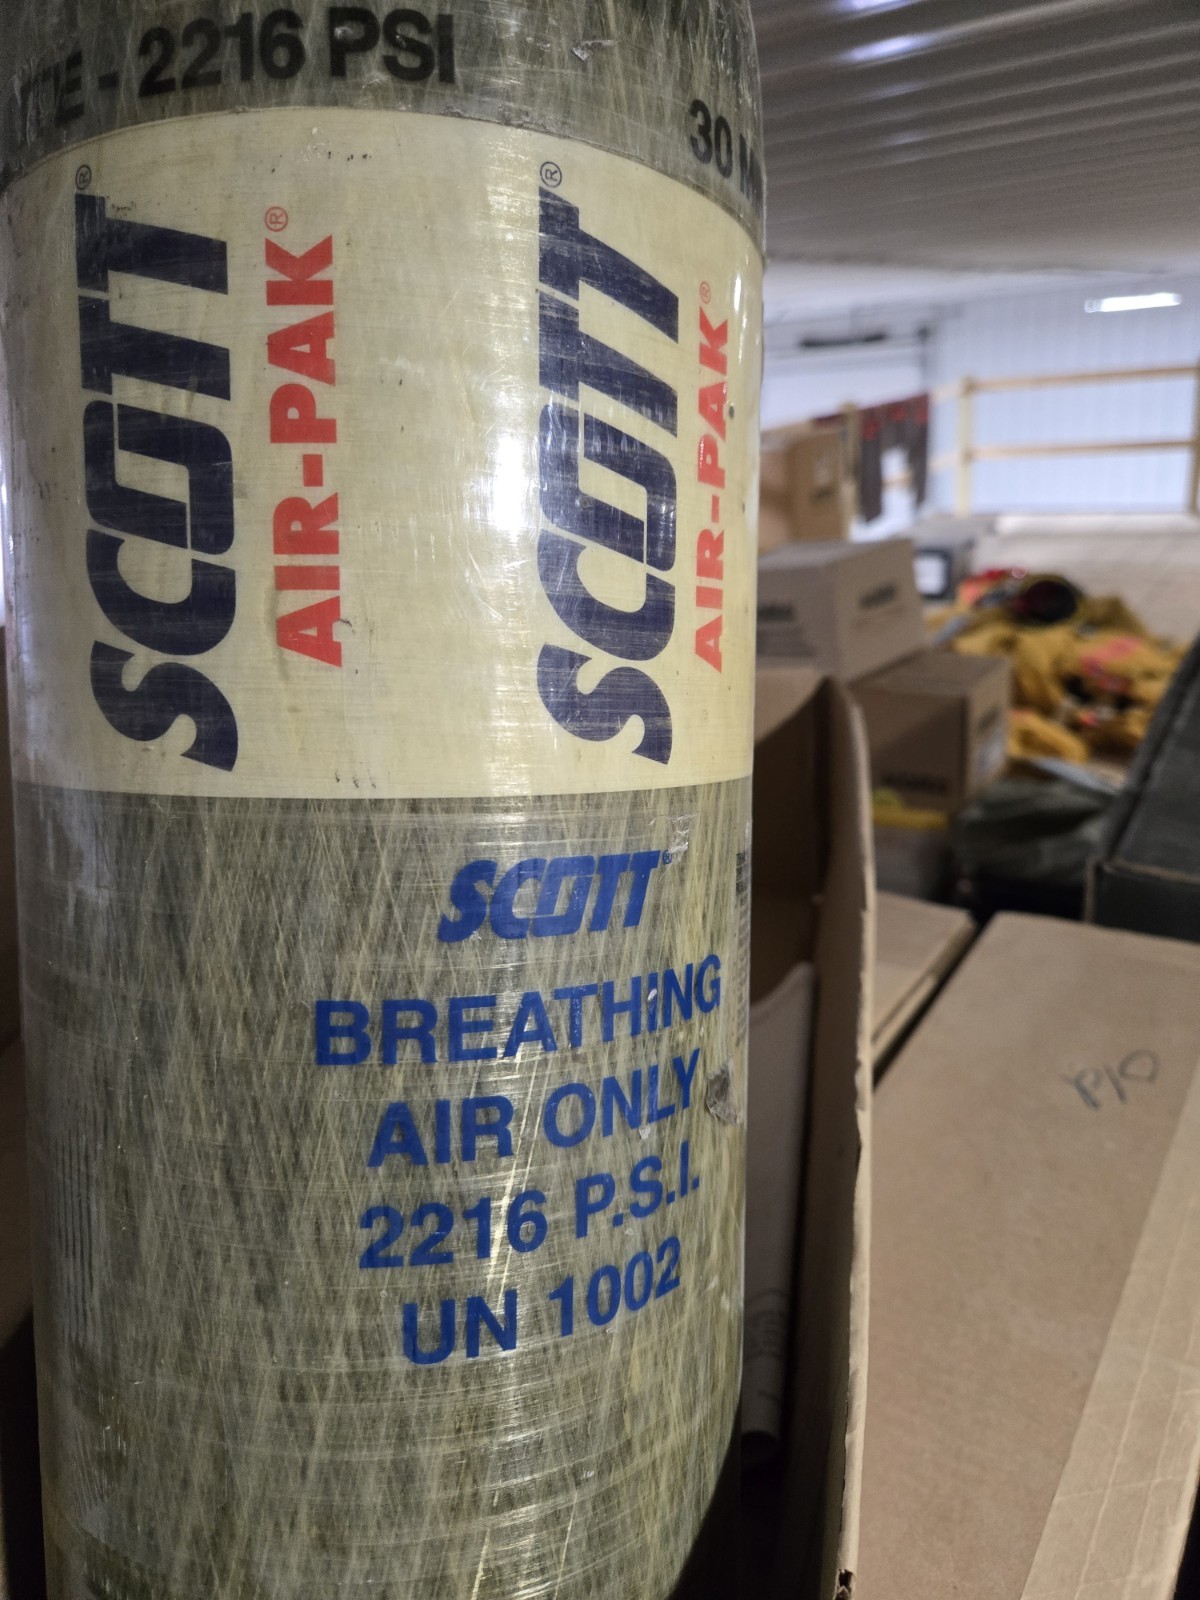 - 2216 PSI
30 M
SCOTT®
AIR-PAK®
SCOTT®
AIR-PAK®
SCOTT®
BREATHING
AIR ONLY
2216 P.S.I.
UN 1002